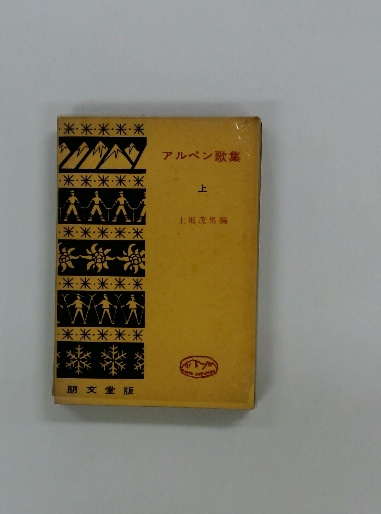 アルペン歌集
上
上坂茂男編
朋文堂版